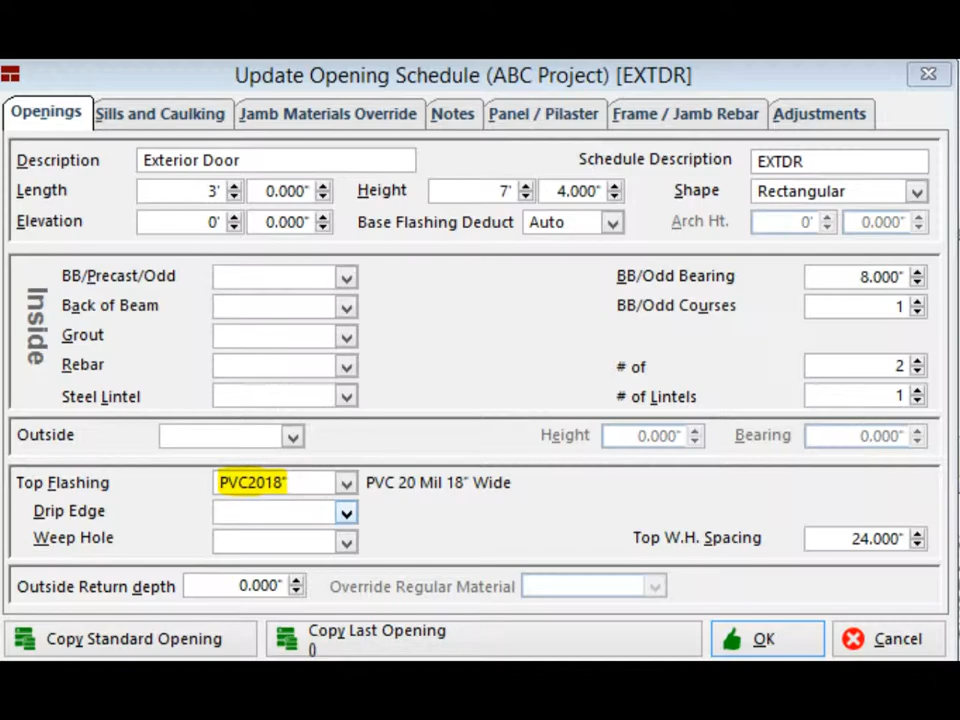 Update Opening Schedule (ABC Project) [EXTDR]
Openings Sills and Caulking Jamb Materials Override Notes Panel / Pilaster Frame / Jamb Rebar Adjustments
Description Exterior Door Schedule Description EXTDR
Length 3' 0.000" Height 7' 4.000" Shape Rectangular
Elevation 0' 0.000" Base Flashing Deduct Auto Arch Ht. 0' 0.000"
Inside
BB/Precast/Odd BB/Odd Bearing 8.000"
Back of Beam BB/Odd Courses 1
Grout
Rebar # of 2
Steel Lintel # of Lintels 1
Outside Height 0.000" Bearing 0.000"
Top Flashing PVC2018" PVC 20 Mil 18" Wide
Drip Edge
Weep Hole Top W.H. Spacing 24.000"
Outside Return depth 0.000" Override Regular Material
Copy Standard Opening Copy Last Opening OK Cancel
()